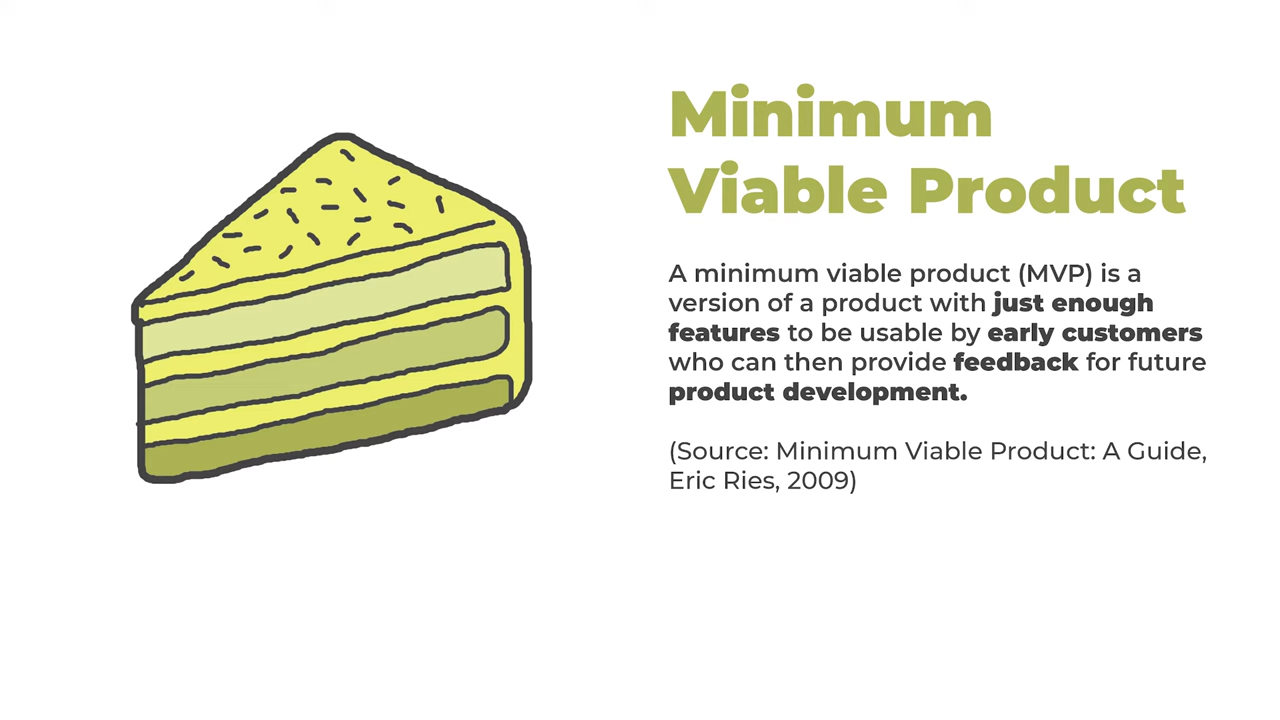 Minimum
Viable Product
A minimum viable product (MVP) is a
version of a product with just enough
features to be usable by early customers
who can then provide feedback for future
product development.
(Source: Minimum Viable Product: A Guide,
Eric Ries, 2009)